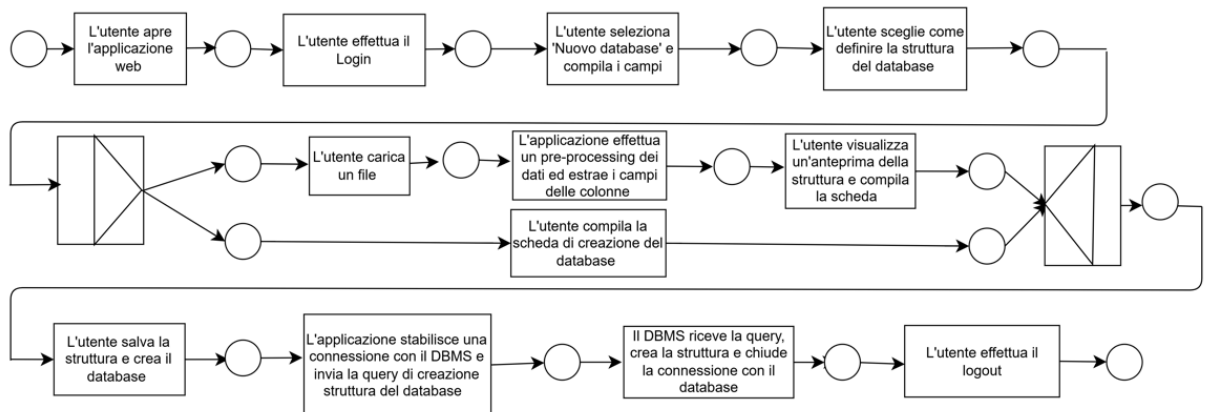 L'utente apre
l'applicazione
web
L'utente effettua il
Login
L'utente seleziona
'Nuovo database' e
compila i campi
L'utente sceglie come
definire la struttura
del database
L'utente carica
un file
L'applicazione effettua
un pre-processing dei
dati ed estrae i campi
delle colonne
L'utente visualizza
un'anteprima della
struttura e compila
la scheda
L'utente compila la
scheda di creazione del
database
L'utente salva la
struttura e crea il
database
L'applicazione stabilisce una
connessione con il DBMS e
invia la query di creazione
struttura del database
Il DBMS riceve la query,
crea la struttura e chiude
la connessione con il
database
L'utente effettua il
logout